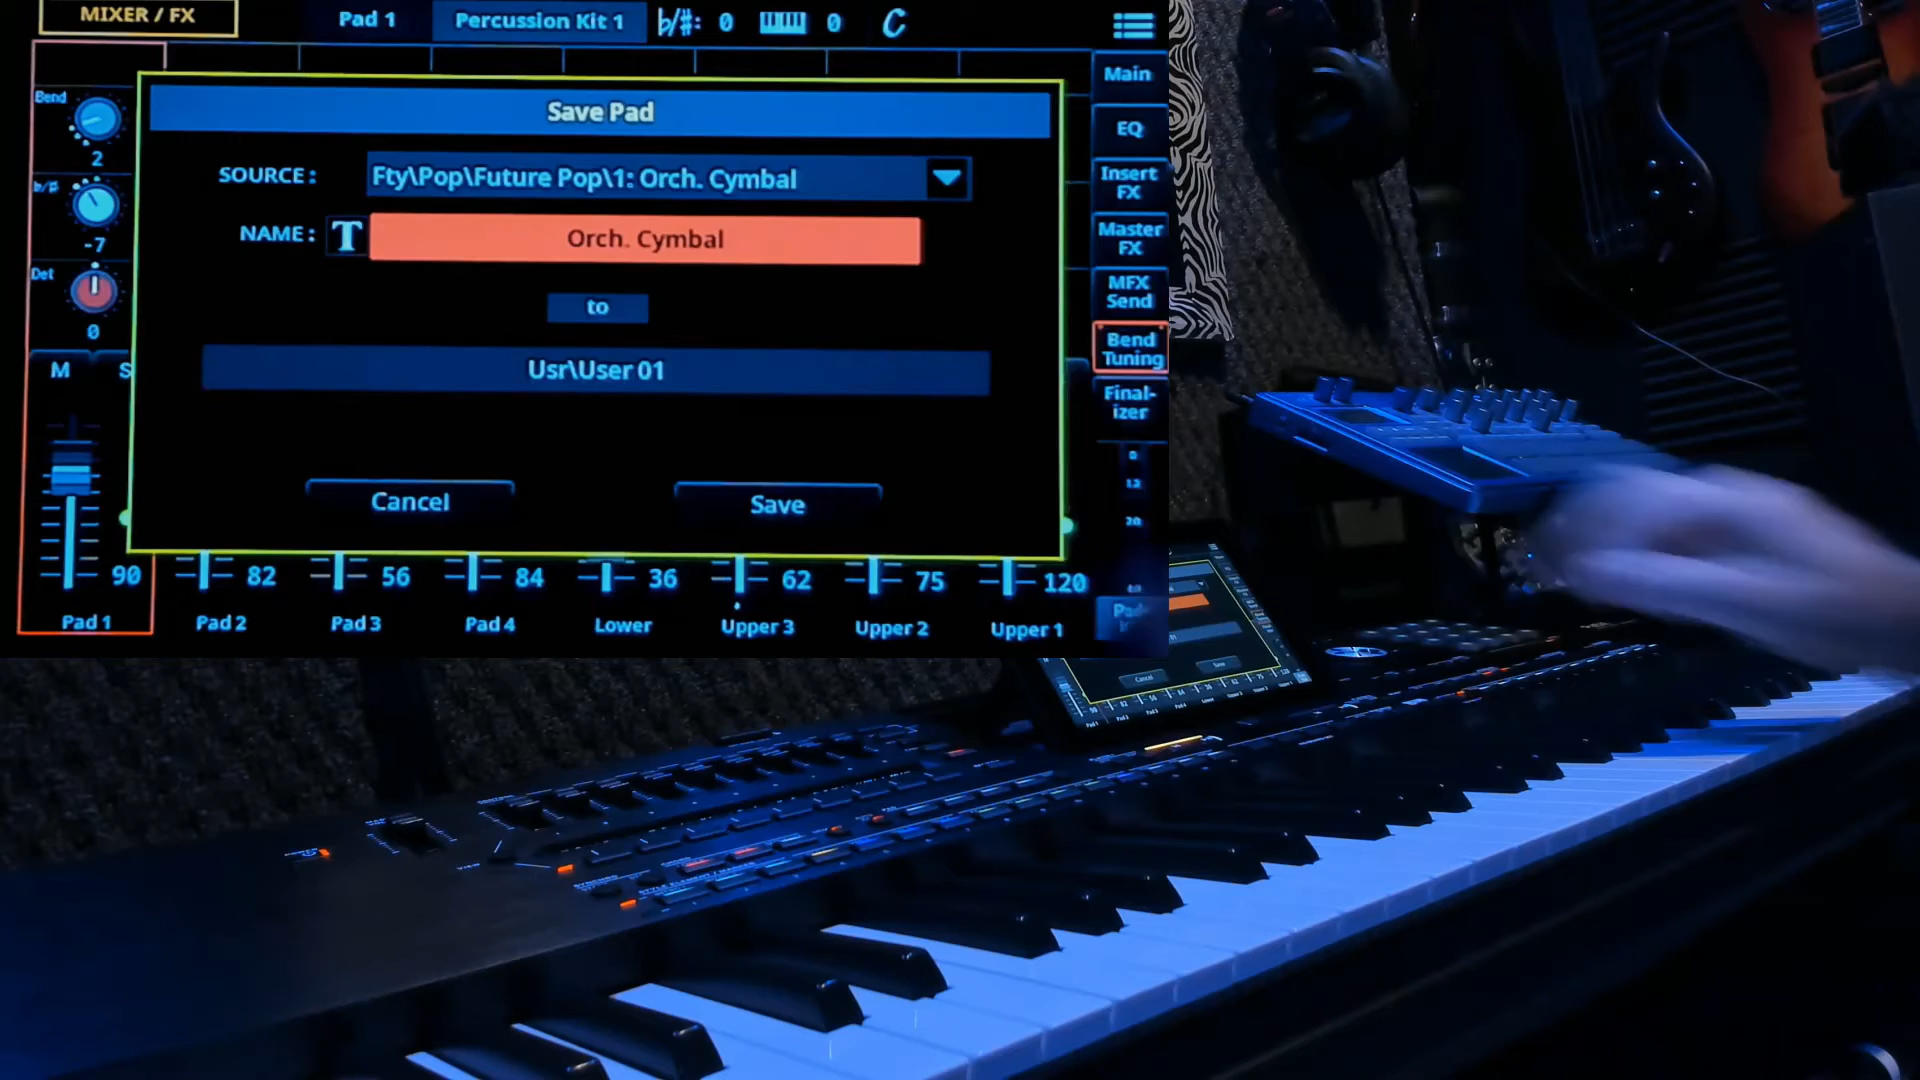 MIXER / FX
Pad 1
Percussion Kit 1
b/#: 0
0
C
Main
EQ
Insert
FX
Master
FX
MFX
Send
Bend
Tuning
Final-
izer
Bend
2
b/#
-7
Det
0
M
S
Save Pad
SOURCE :
Fty\Pop\Future Pop\1: Orch. Cymbal
NAME :
T
Orch. Cymbal
to
Usr\User 01
Cancel
Save
90
82
56
84
36
62
75
120
Pad 1
Pad 2
Pad 3
Pad 4
Lower
Upper 3
Upper 2
Upper 1
Cancel
Save